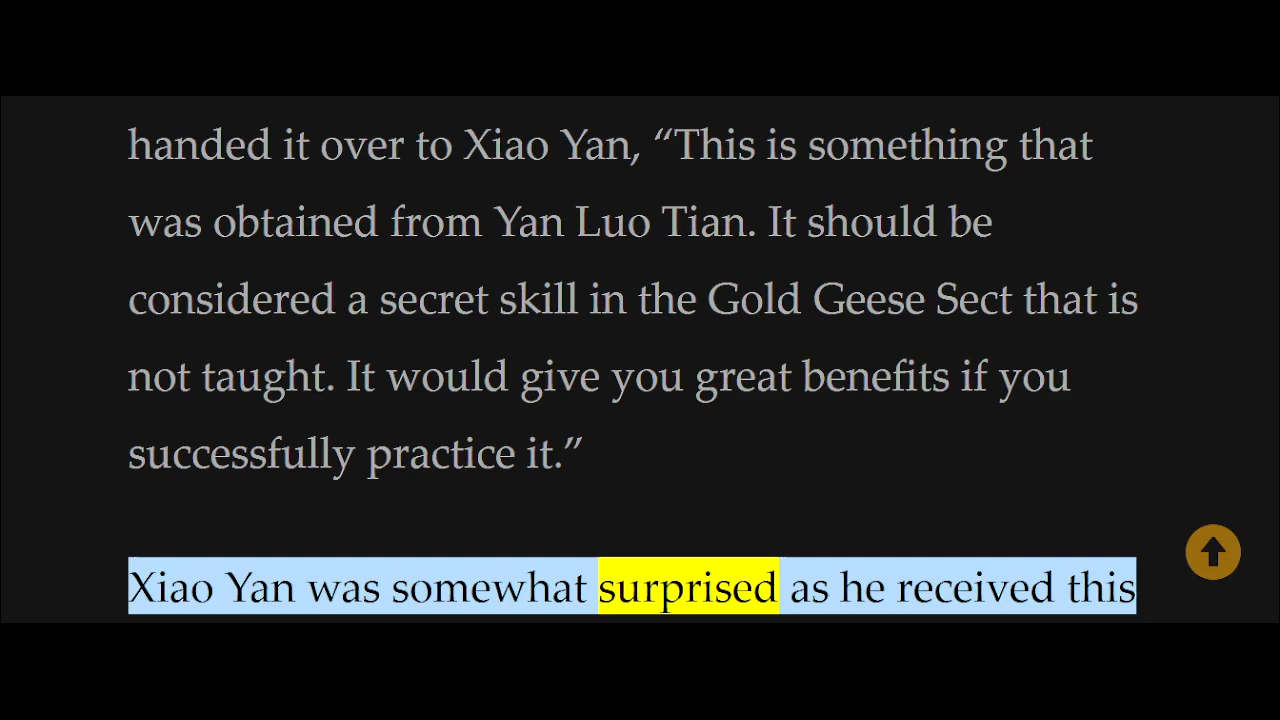 handed it over to Xiao Yan, “This is something that
was obtained from Yan Luo Tian. It should be
considered a secret skill in the Gold Geese Sect that is
not taught. It would give you great benefits if you
successfully practice it.”
Xiao Yan was somewhat surprised as he received this